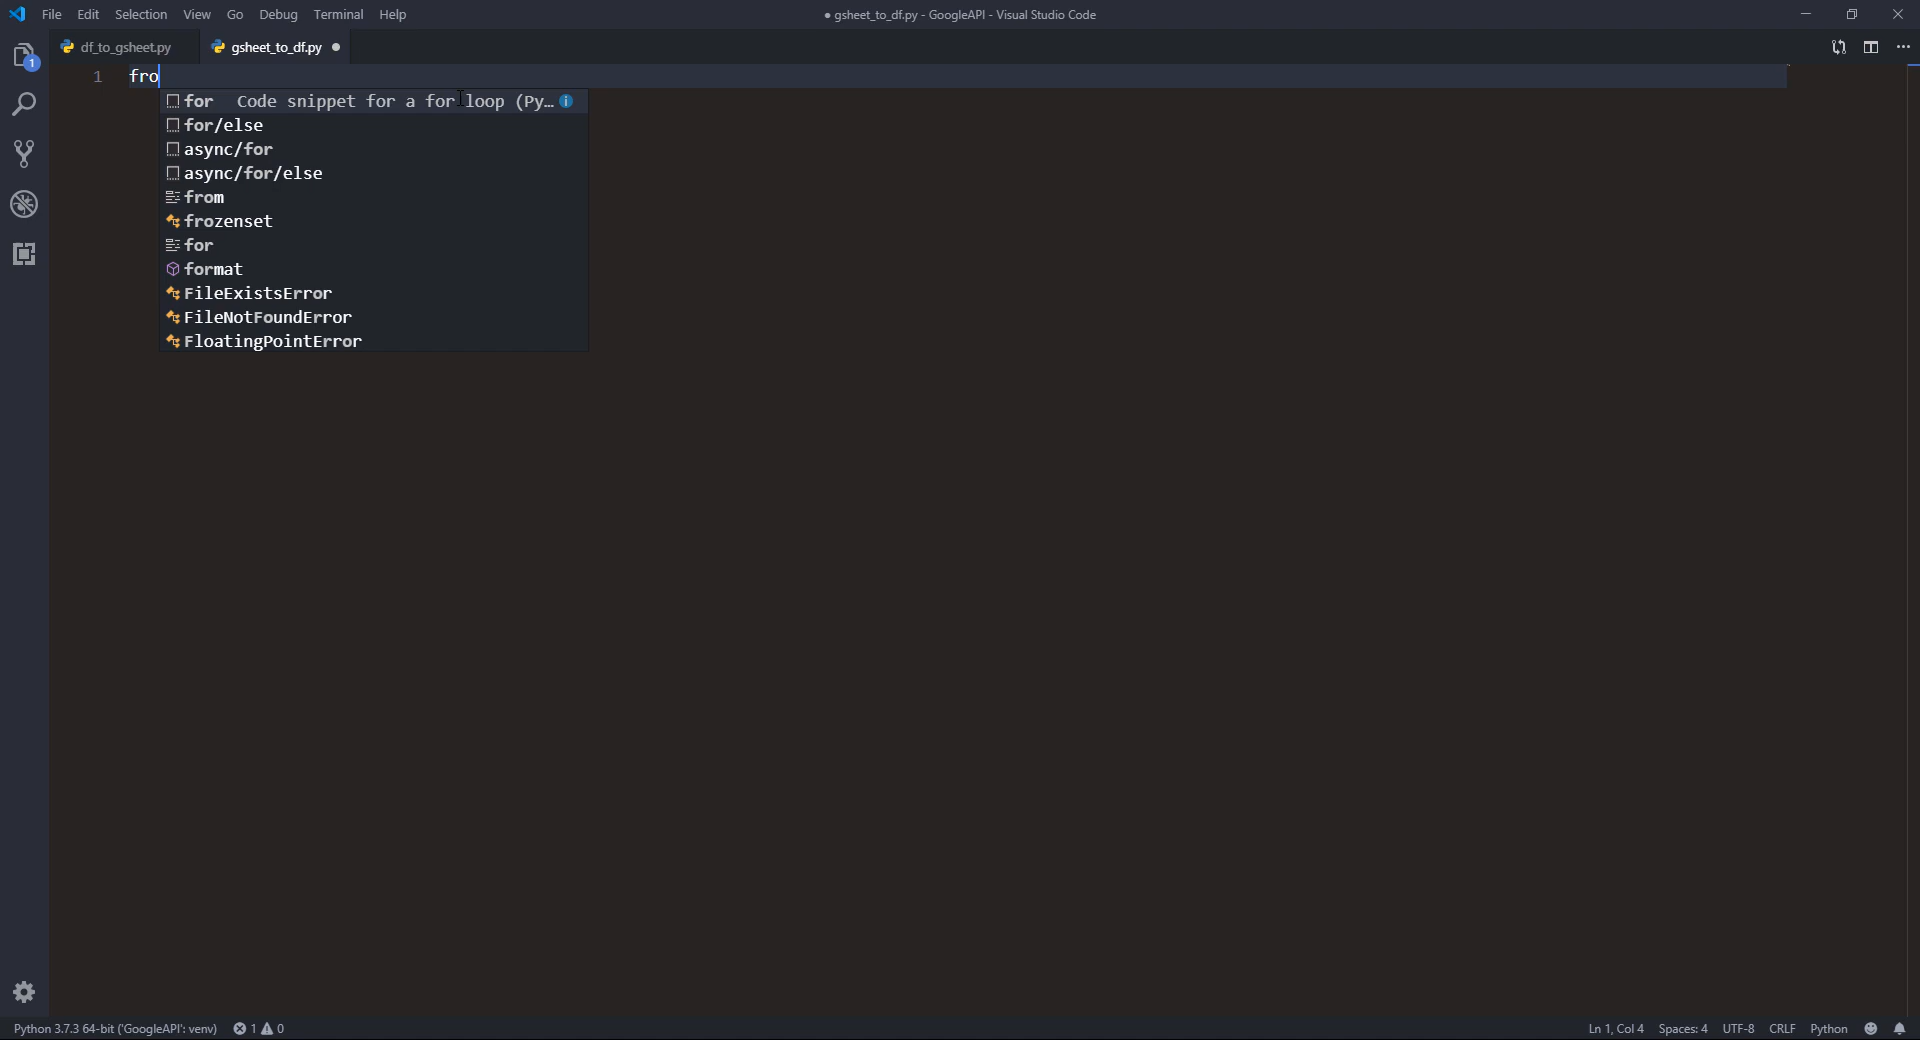 File Edit Selection View Go Debug Terminal Help
● gsheet_to_df.py - GoogleAPI - Visual Studio Code
df_to_gsheet.py gsheet_to_df.py
1
1 fro
for Code snippet for a for loop (Py...
for/else
async/for
async/for/else
from
frozenset
for
format
FileExistsError
FileNotFoundError
FloatingPointError
Python 3.7.3 64-bit ('GoogleAPI': venv) 1 0 Ln 1, Col 4 Spaces: 4 UTF-8 CRLF Python